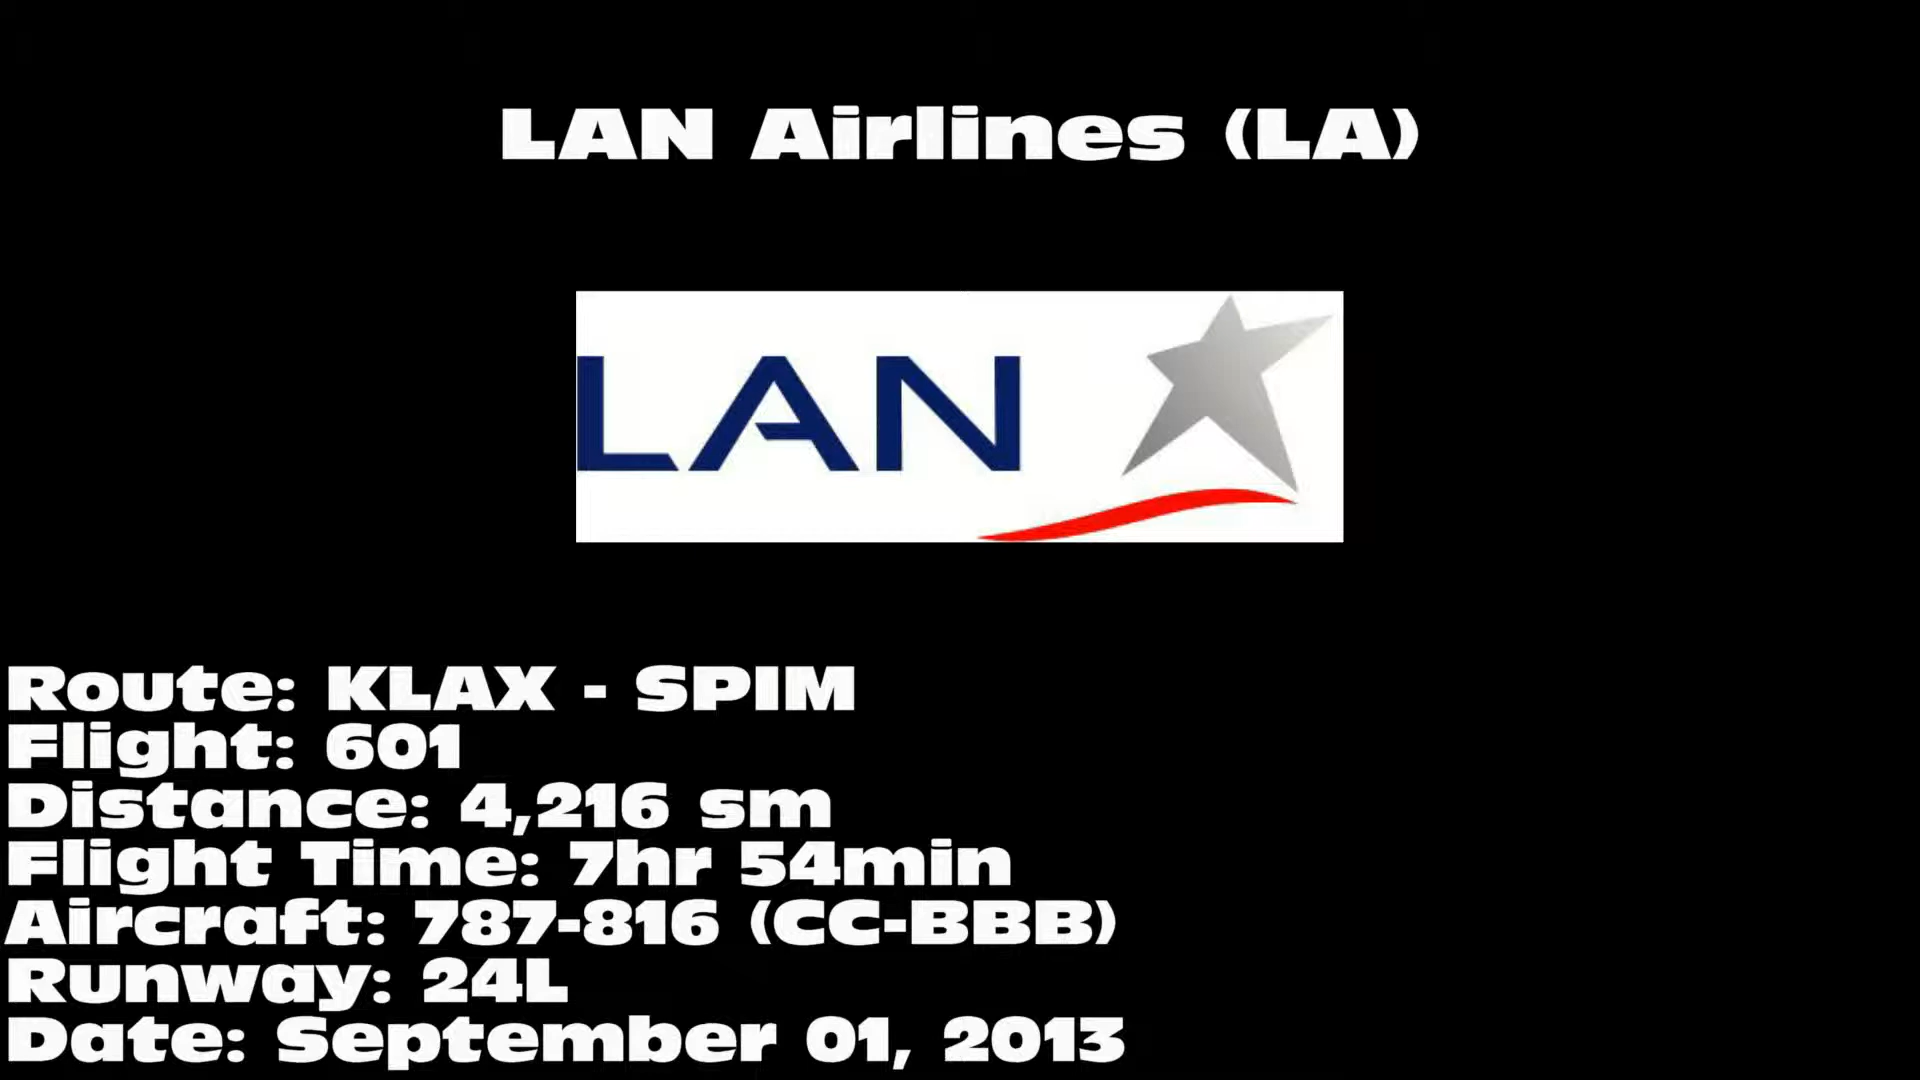 LAN Airlines (LA)
LAN
Route: KLAX - SPIM
Flight: 601
Distance: 4,216 sm
Flight Time: 7hr 54min
Aircraft: 787-816 (CC-BBB)
Runway: 24L
Date: September 01, 2013